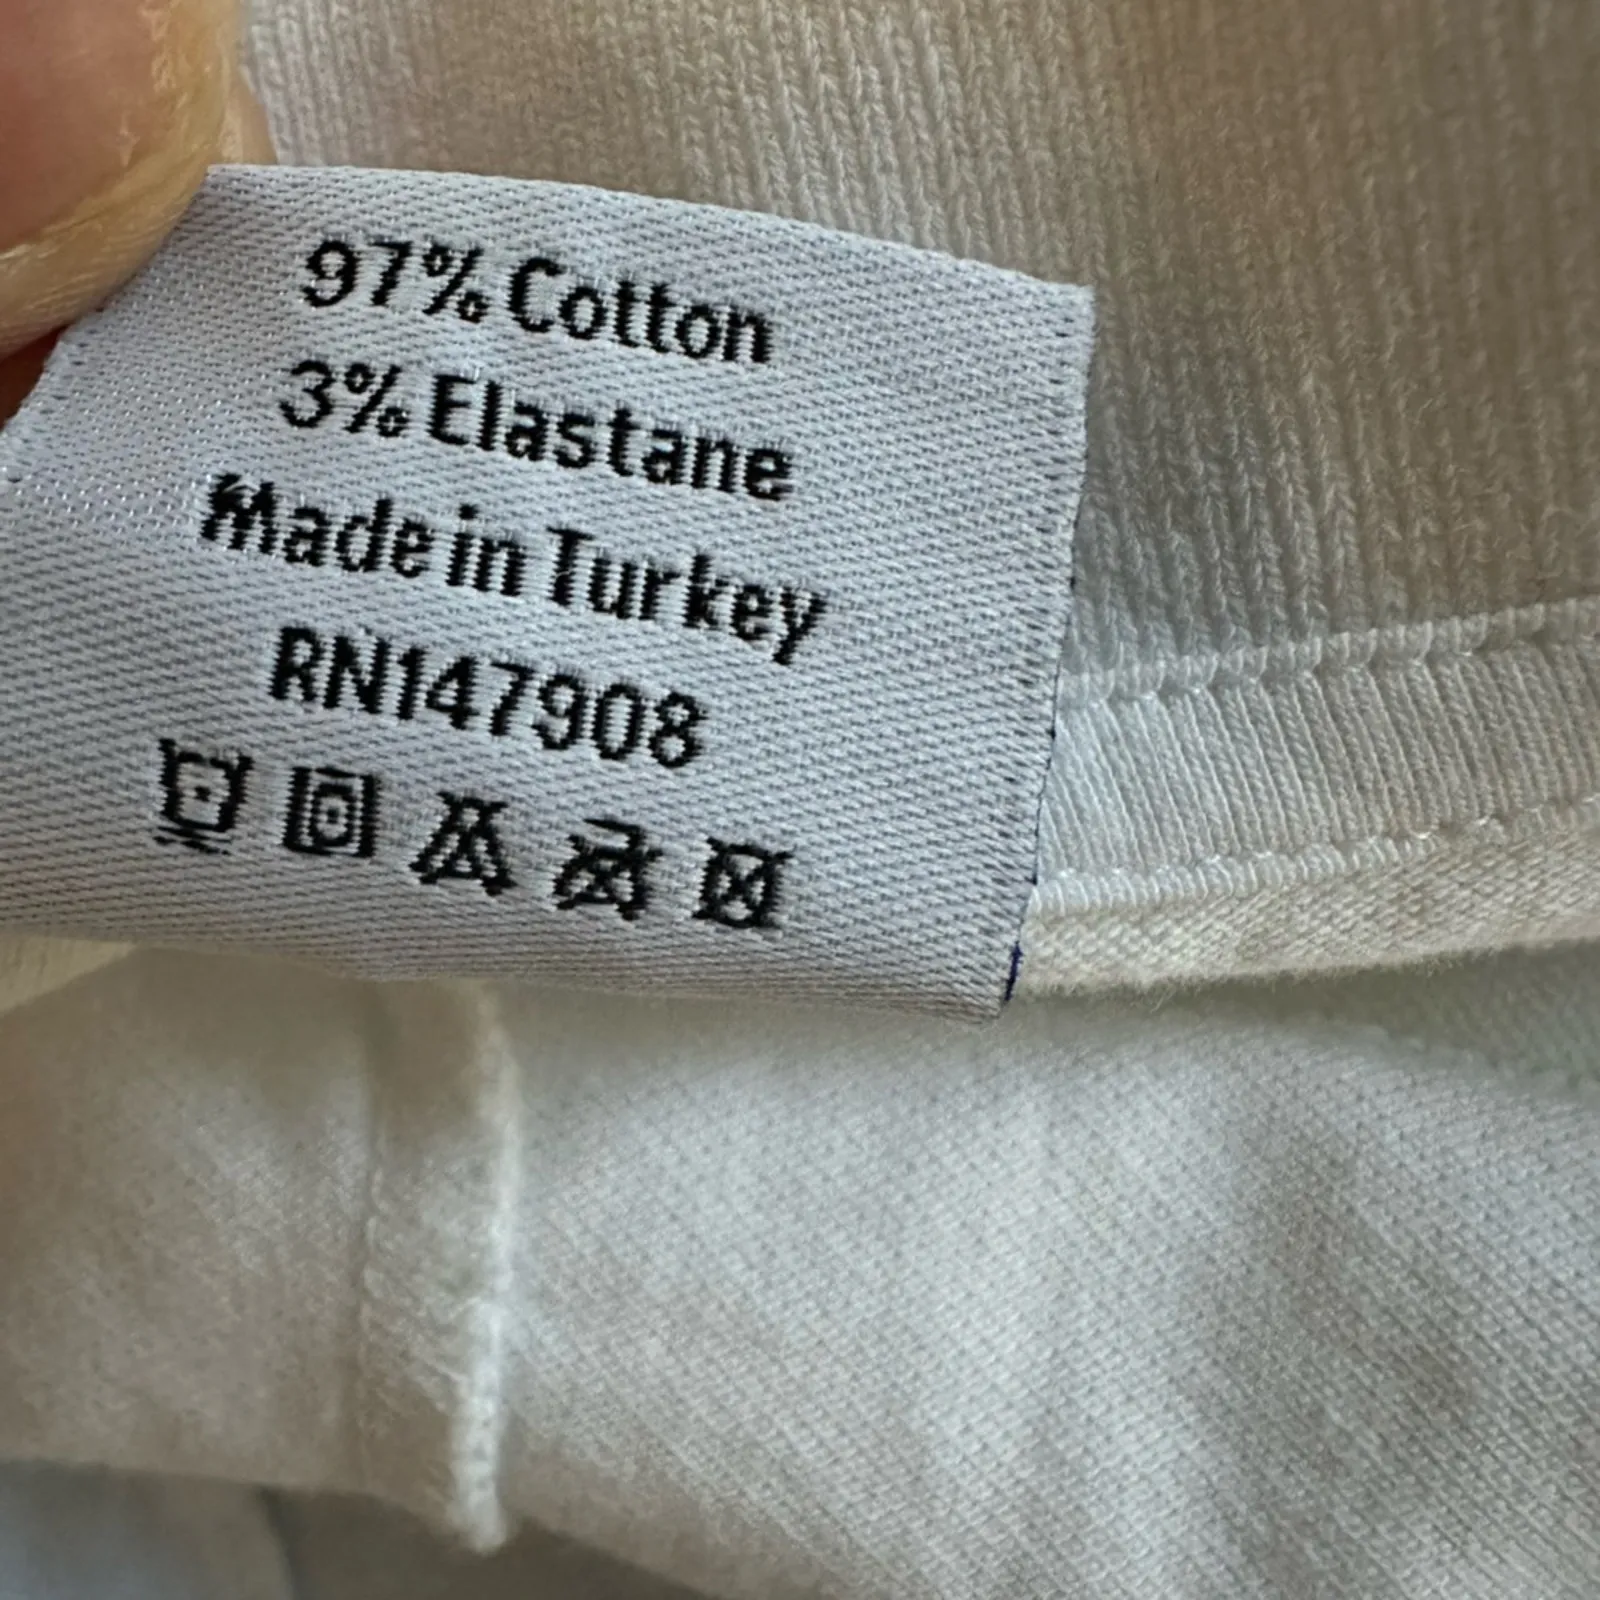 97% Cotton
3% Elastane
Made in Turkey
RN147908